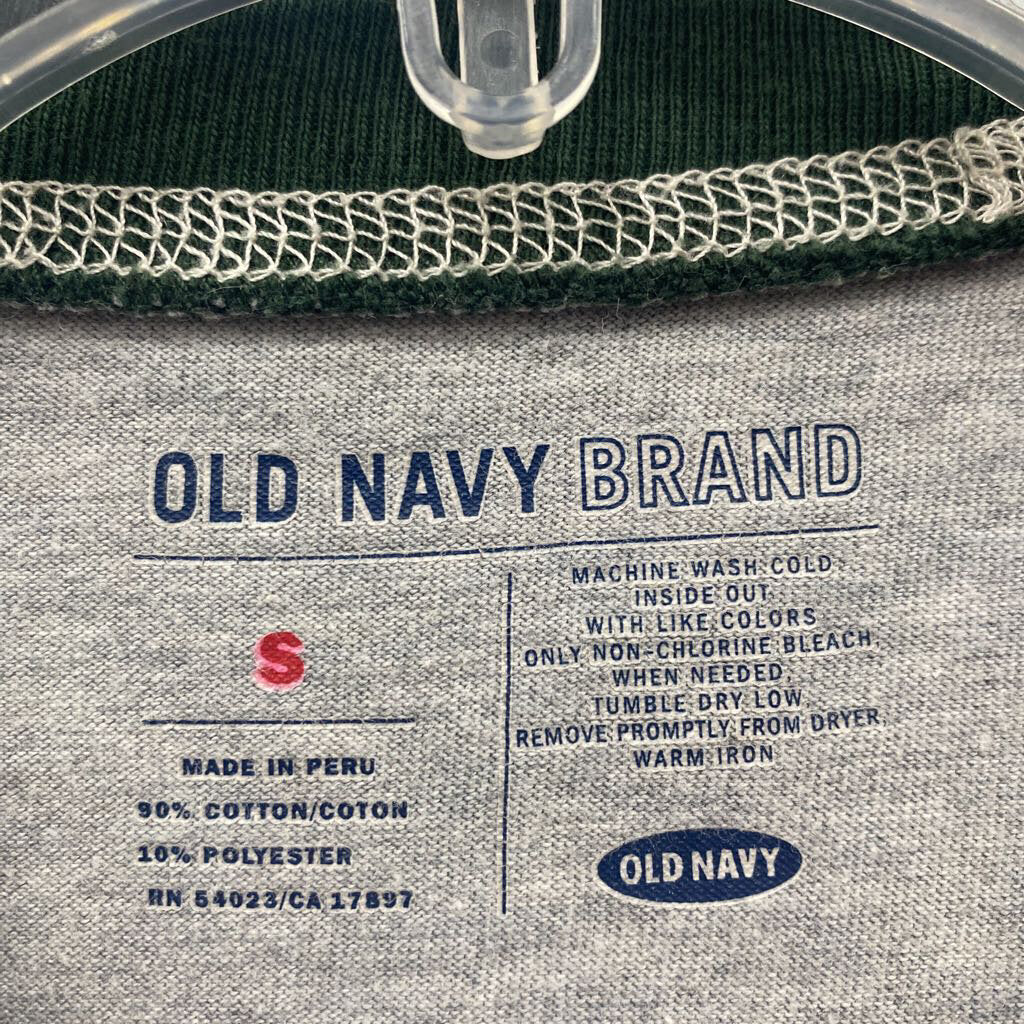 OLD NAVY BRAND
S
MADE IN PERU
90% COTTON/COTON
10% POLYESTER
RN 54023/CA 17897
MACHINE WASH COLD
INSIDE OUT
WITH LIKE COLORS
ONLY NON-CHLORINE BLEACH,
WHEN NEEDED,
TUMBLE DRY LOW
REMOVE PROMPTLY FROM DRYER,
WARM IRON
OLD NAVY